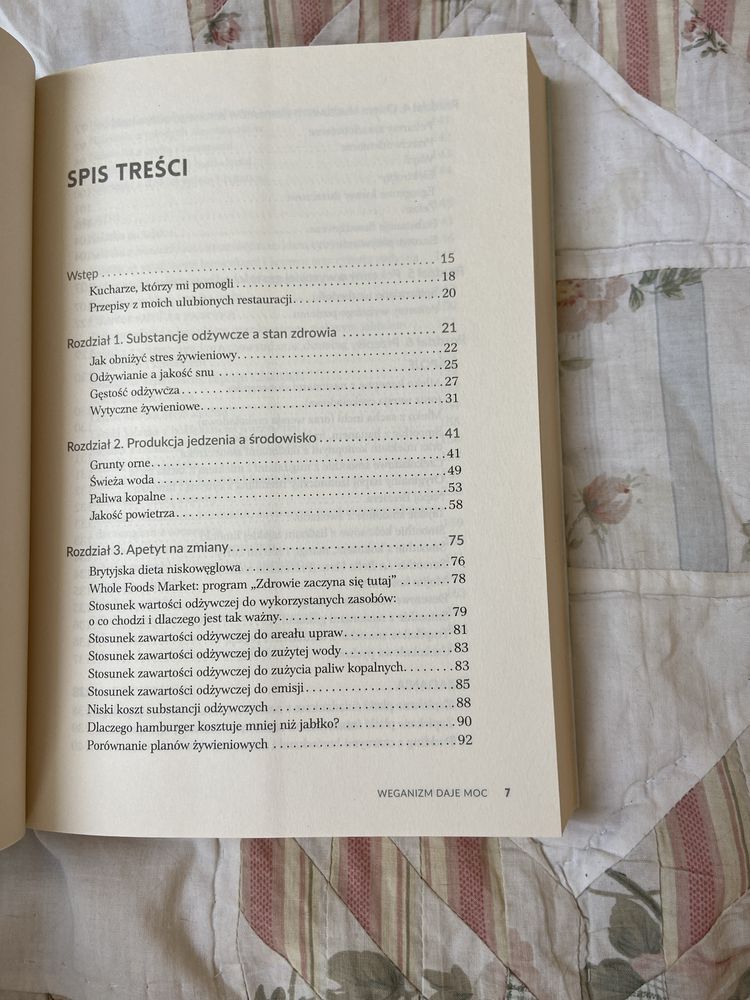 SPIS TREŚCI
Wstęp ........................................ 15
Kucharze, którzy mi pomogli ........................................ 18
Przepisy z moich ulubionych restauracji ........................................ 20
Rozdział 1. Substancje odżywcze a stan zdrowia ........................................ 21
Jak obniżyć stres żywieniowy ........................................ 22
Odżywianie a jakość snu ........................................ 25
Gęstość odżywcza ........................................ 27
Wytyczne żywieniowe ........................................ 31
Rozdział 2. Produkcja jedzenia a środowisko ........................................ 41
Grunty orne ........................................ 41
Świeża woda ........................................ 49
Paliwa kopalne ........................................ 53
Jakość powietrza ........................................ 58
Rozdział 3. Apetyt na zmiany ........................................ 75
Brytyjska dieta niskowęglowa ........................................ 76
Whole Foods Market: program „Zdrowie zaczyna się tutaj” ........ 78
Stosunek wartości odżywczej do wykorzystanych zasobów:
o co chodzi i dlaczego jest tak ważny ........................................ 79
Stosunek zawartości odżywczej do areału upraw ........................................ 81
Stosunek zawartości odżywczej do zużytej wody ........................................ 83
Stosunek zawartości odżywczej do zużycia paliw kopalnych ........ 83
Stosunek zawartości odżywczej do emisji ........................................ 85
Niski koszt substancji odżywczych ........................................ 88
Dlaczego hamburger kosztuje mniej niż jabłko? ........................................ 90
Porównanie planów żywieniowych ........................................ 92
WEGANIZM DAJE MOC 7